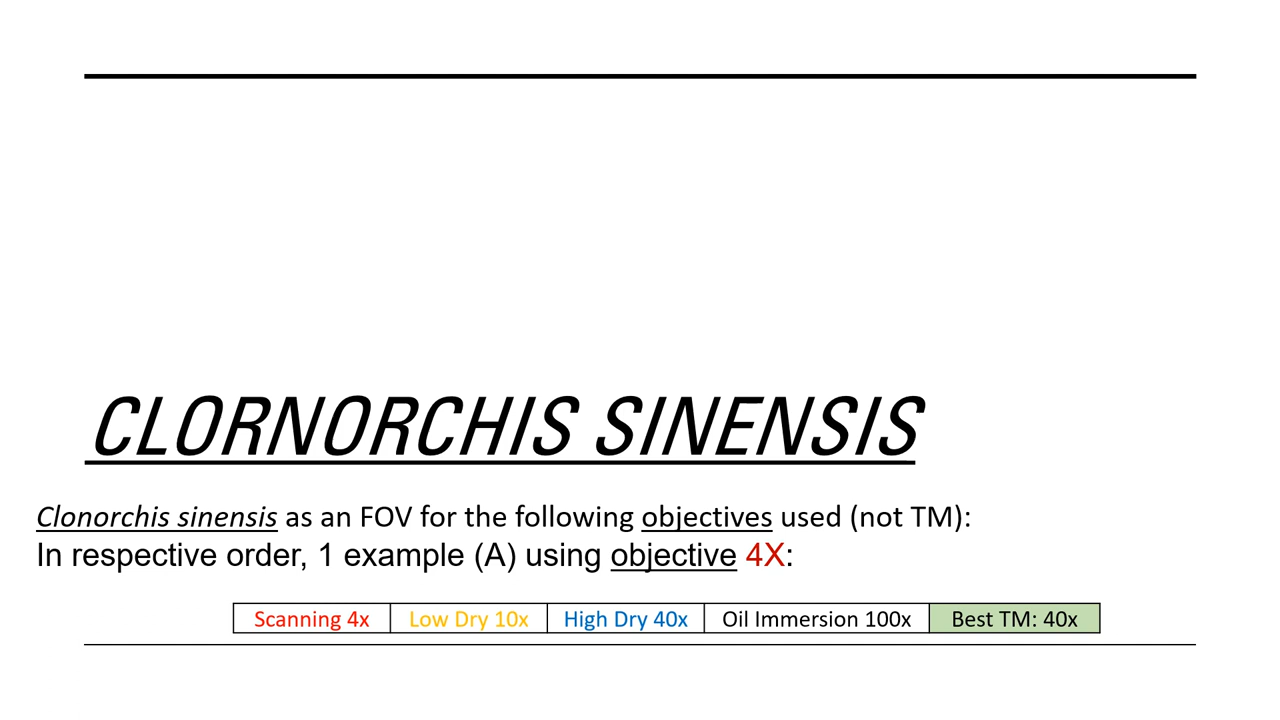 CLORNORCHIS SINENSIS
Clonorchis sinensis as an FOV for the following objectives used (not TM):
In respective order, 1 example (A) using objective 4X:
Scanning 4x Low Dry 10x High Dry 40x Oil Immersion 100x Best TM: 40x